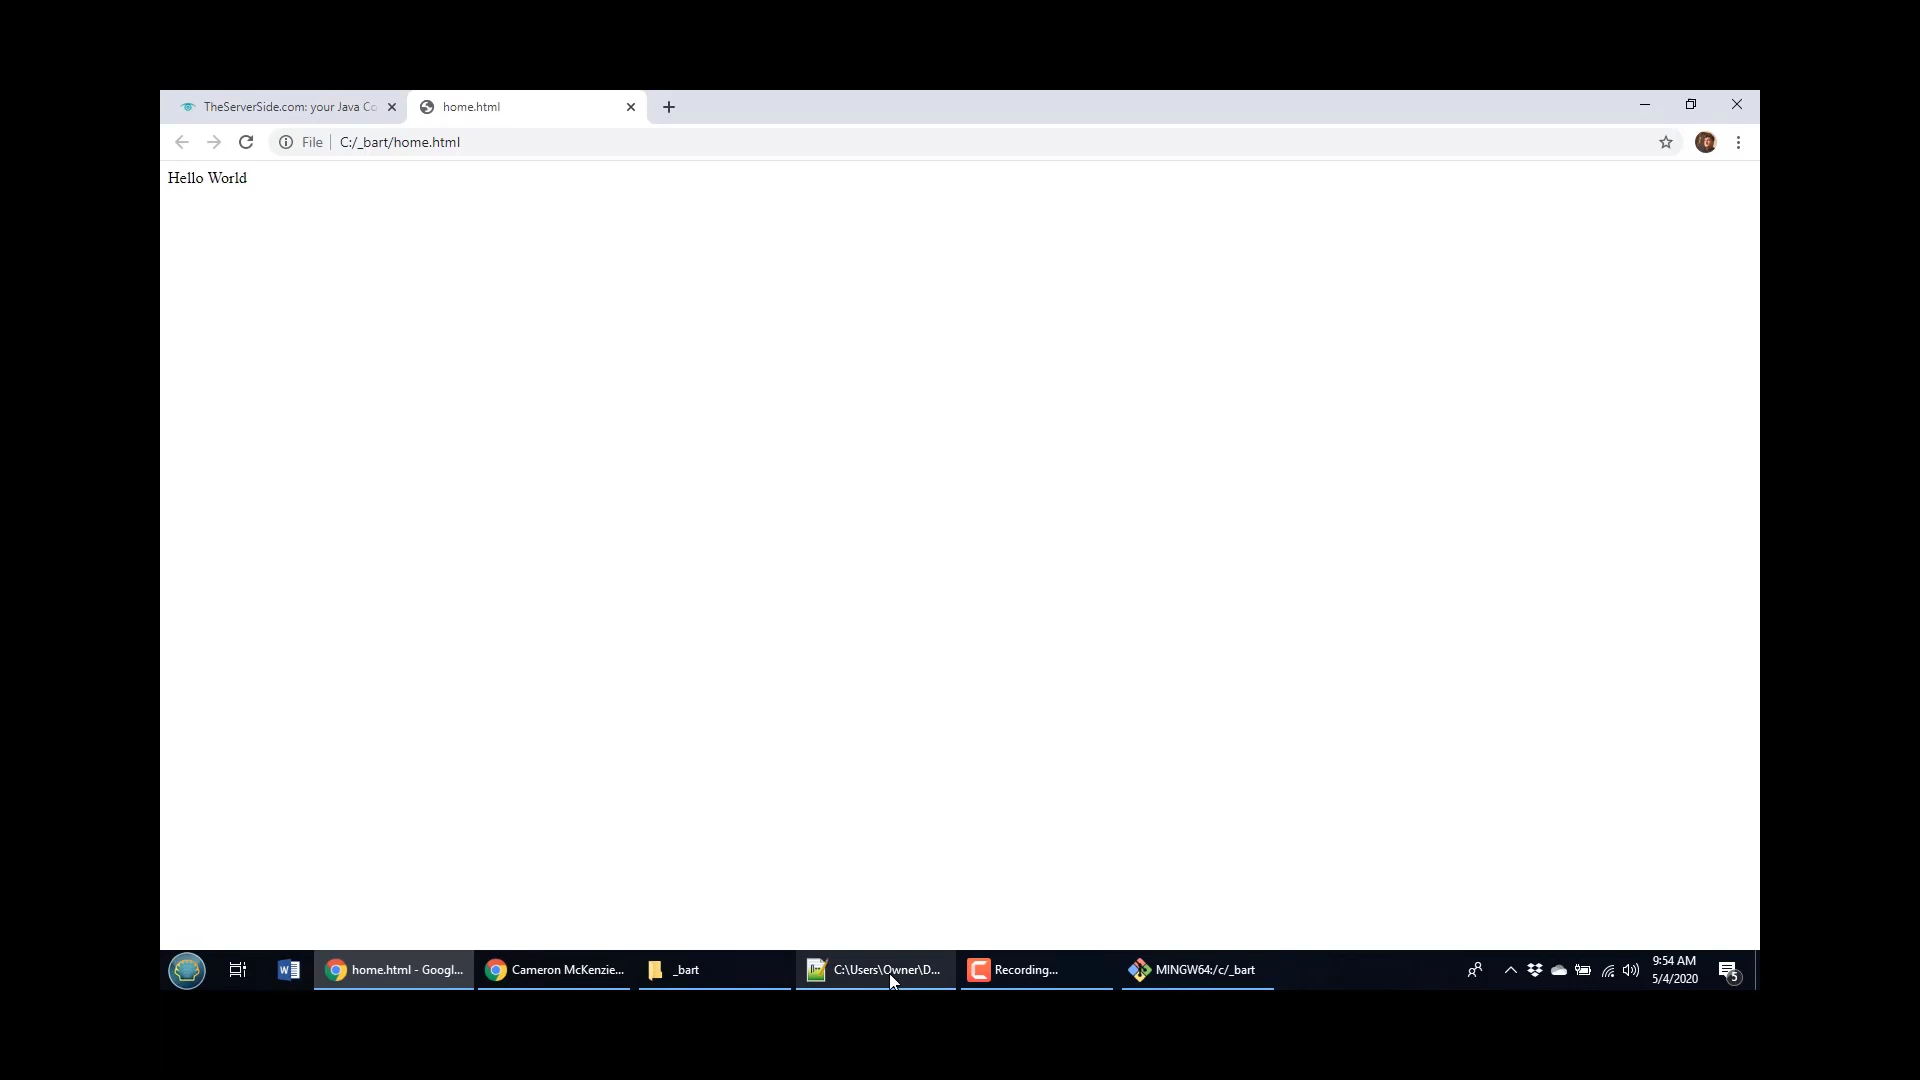 TheServerSide.com: your Java Co
home.html
File
C:/_bart/home.html
Hello World
home.html - Googl...
Cameron McKenzie...
_bart
C:\Users\Owner\D...
Recording...
MINGW64:/c/_bart
9:54 AM
5/4/2020
5